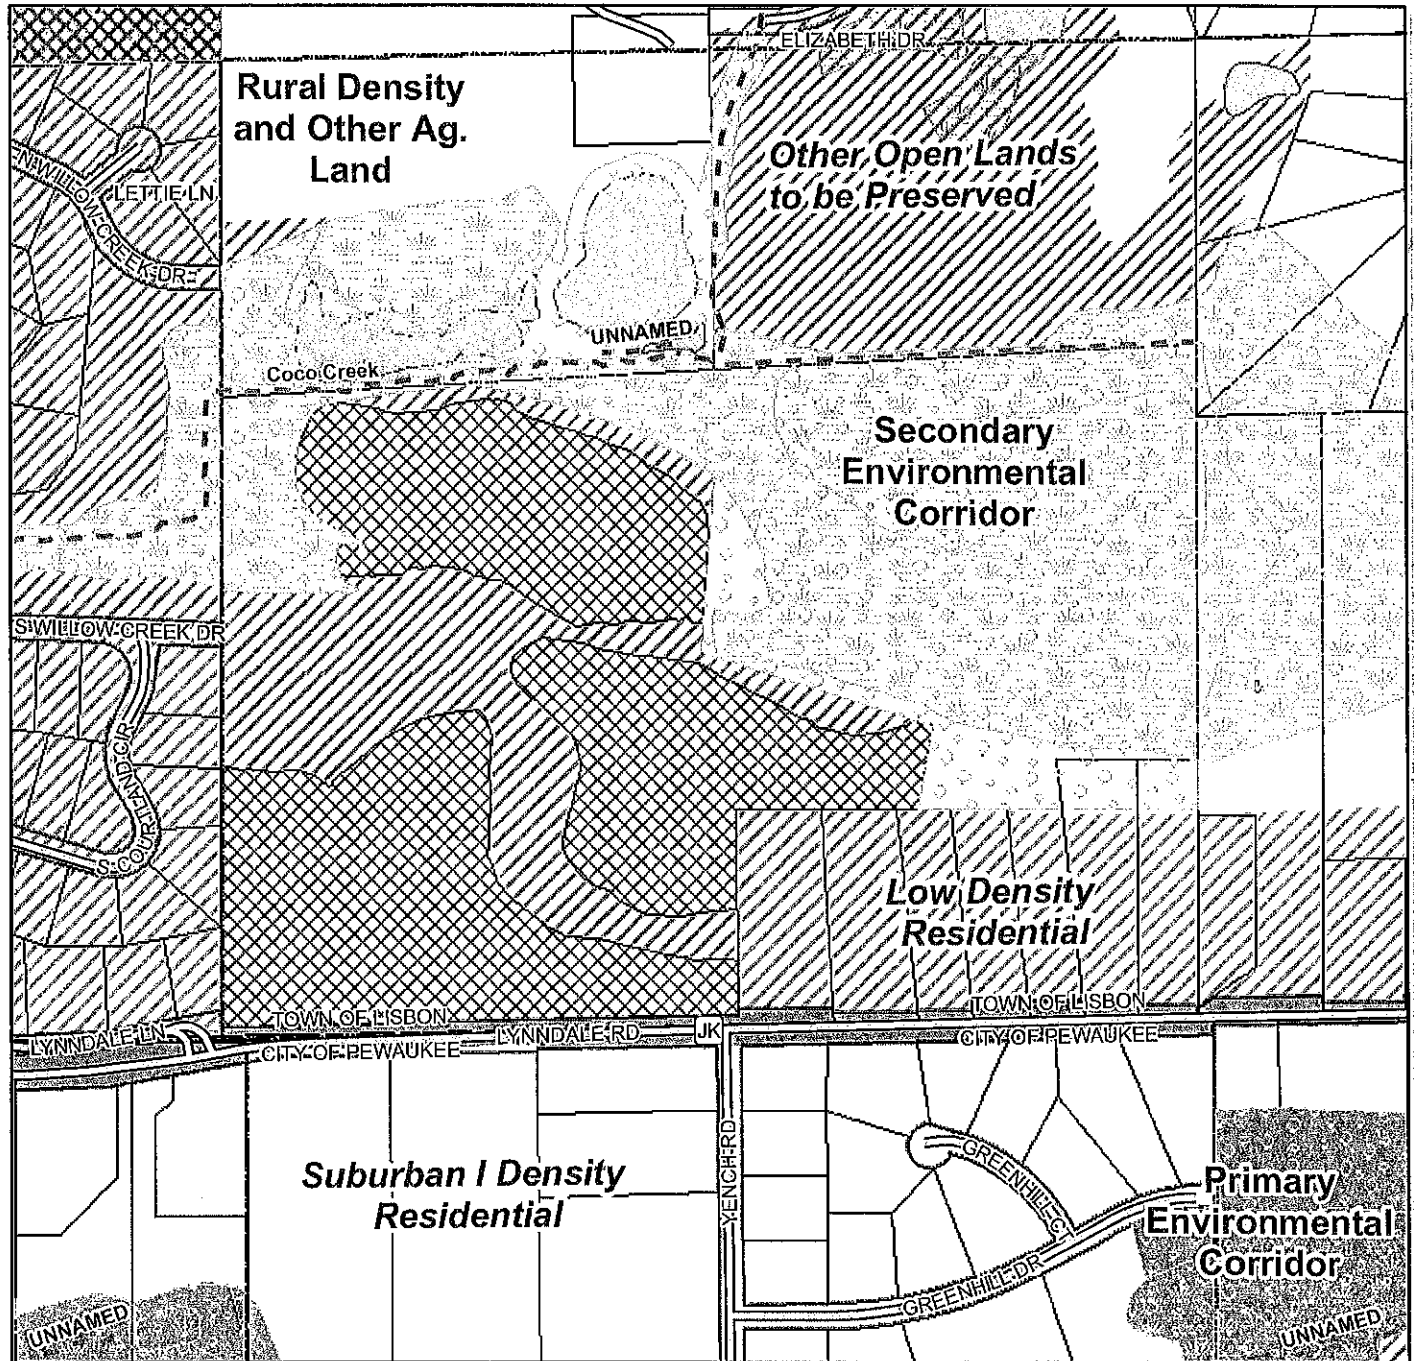 ELIZABETH DR
Rural Density
and Other Ag.
Land
Other Open Lands
to be Preserved
N WILLOW CREEK DR
LETTIE LN
UNNAMED
Coco Creek
Secondary
Environmental
Corridor
S WILLOW CREEK DR
S COURTLAND CIR
Low Density
Residential
TOWN OF LISBON
TOWN OF LISBON
LYNNDALE LN
CITY OF PEWAUKEE
LYNNDALE RD
JK
CITY OF PEWAUKEE
YENCH RD
Suburban I Density
Residential
GREENHILL CT
Primary
Environmental
Corridor
GREENHILL DR
UNNAMED
UNNAMED